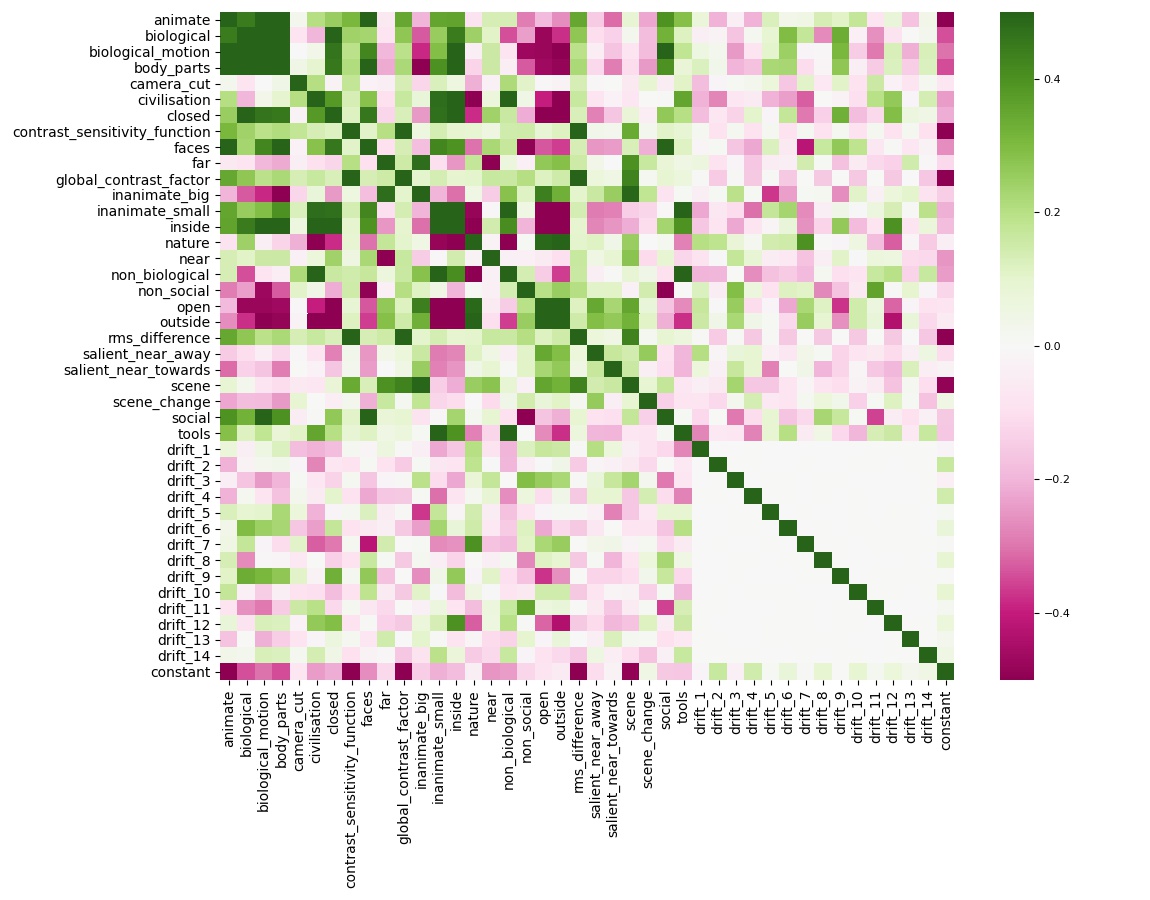 animate
biological
biological_motion
body_parts
camera_cut
civilisation
closed
contrast_sensitivity_function
faces
far
global_contrast_factor
inanimate_big
inanimate_small
inside
nature
near
non_biological
non_social
open
outside
rms_difference
salient_near_away
salient_near_towards
scene
scene_change
social
tools
drift_1
drift_2
drift_3
drift_4
drift_5
drift_6
drift_7
drift_8
drift_9
drift_10
drift_11
drift_12
drift_13
drift_14
constant
animate
biological
biological_motion
body_parts
camera_cut
civilisation
closed
contrast_sensitivity_function
faces
far
global_contrast_factor
inanimate_big
inanimate_small
inside
nature
near
non_biological
non_social
open
outside
rms_difference
salient_near_away
salient_near_towards
scene
scene_change
social
tools
drift_1
drift_2
drift_3
drift_4
drift_5
drift_6
drift_7
drift_8
drift_9
drift_10
drift_11
drift_12
drift_13
drift_14
constant
0.4
0.2
0.0
−0.2
−0.4